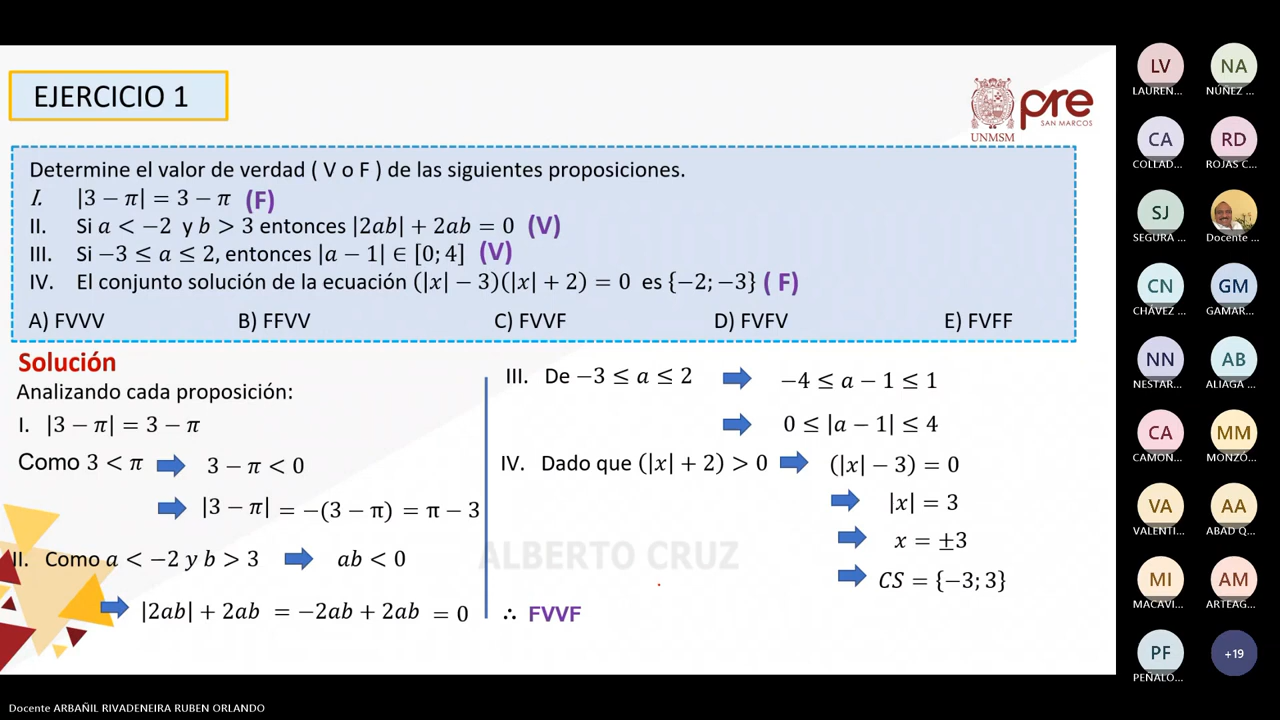 EJERCICIO 1
UNMSM
pre
SAN MARCOS
Determine el valor de verdad ( V o F ) de las siguientes proposiciones.
I. |3 − π| = 3 − π (F)
II. Si a < −2 y b > 3 entonces |2ab| + 2ab = 0 (V)
III. Si −3 ≤ a ≤ 2, entonces |a − 1| ∈ [0; 4] (V)
IV. El conjunto solución de la ecuación (|x| − 3)(|x| + 2) = 0 es {−2; −3} ( F)
A) FVVV B) FFVV C) FVVF D) FVFV E) FVFF
Solución
Analizando cada proposición:
I. |3 − π| = 3 − π
Como 3 < π ➡ 3 − π < 0
➡ |3 − π| = −(3 − π) = π − 3
II. Como a < −2 y b > 3 ➡ ab < 0
➡ |2ab| + 2ab = −2ab + 2ab = 0
III. De −3 ≤ a ≤ 2 ➡ −4 ≤ a − 1 ≤ 1
➡ 0 ≤ |a − 1| ≤ 4
IV. Dado que (|x| + 2) > 0 ➡ (|x| − 3) = 0
➡ |x| = 3
➡ x = ±3
➡ CS = {−3; 3}
∴ FVVF
ALBERTO CRUZ
LV NA
LAUREN... NÚÑEZ ...
CA RD
COLLAD... ROJAS C...
SJ
SEGURA ... Docente ...
CN GM
CHÁVEZ ... GAMAR...
NN AB
NESTAR... ALIAGA ...
CA MM
CAMON... MONZO...
VA AA
VALENTI... ABAD Q...
MI AM
MACAVI... ARTEAG...
PF +19
PEÑALO...
Docente ARBAÑIL RIVADENEIRA RUBEN ORLANDO